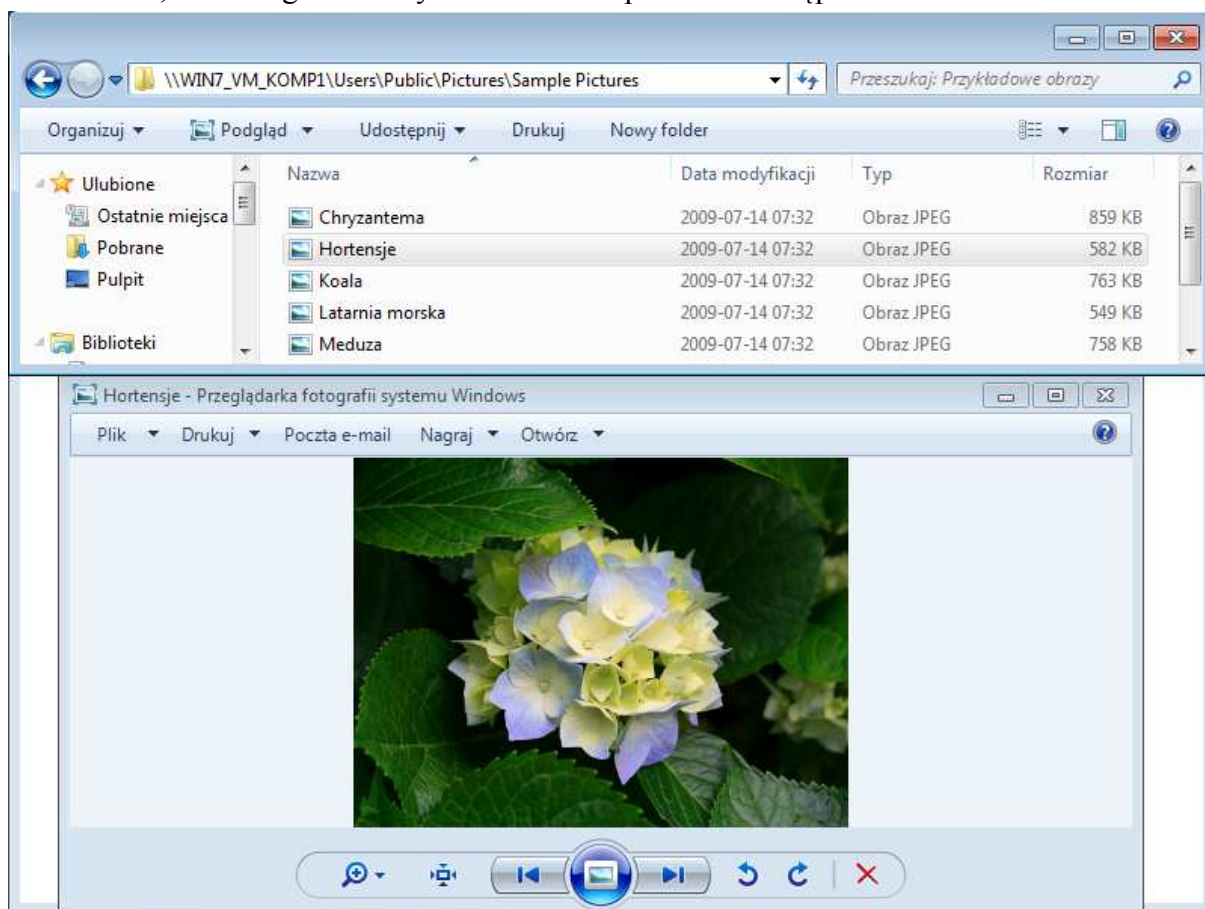 \\WIN7_VM_KOMP1\Users\Public\Pictures\Sample Pictures
Przeszukaj: Przykładowe obrazy
Organizuj Podgląd Udostępnij Drukuj Nowy folder
Ulubione
Ostatnie miejsca
Pobrane
Pulpit
Biblioteki
Nazwa Data modyfikacji Typ Rozmiar
Chryzantema 2009-07-14 07:32 Obraz JPEG 859 KB
Hortensje 2009-07-14 07:32 Obraz JPEG 582 KB
Koala 2009-07-14 07:32 Obraz JPEG 763 KB
Latarnia morska 2009-07-14 07:32 Obraz JPEG 549 KB
Meduza 2009-07-14 07:32 Obraz JPEG 758 KB
Hortensje - Przeglądarka fotografii systemu Windows
Plik Drukuj Poczta e-mail Nagraj Otwórz